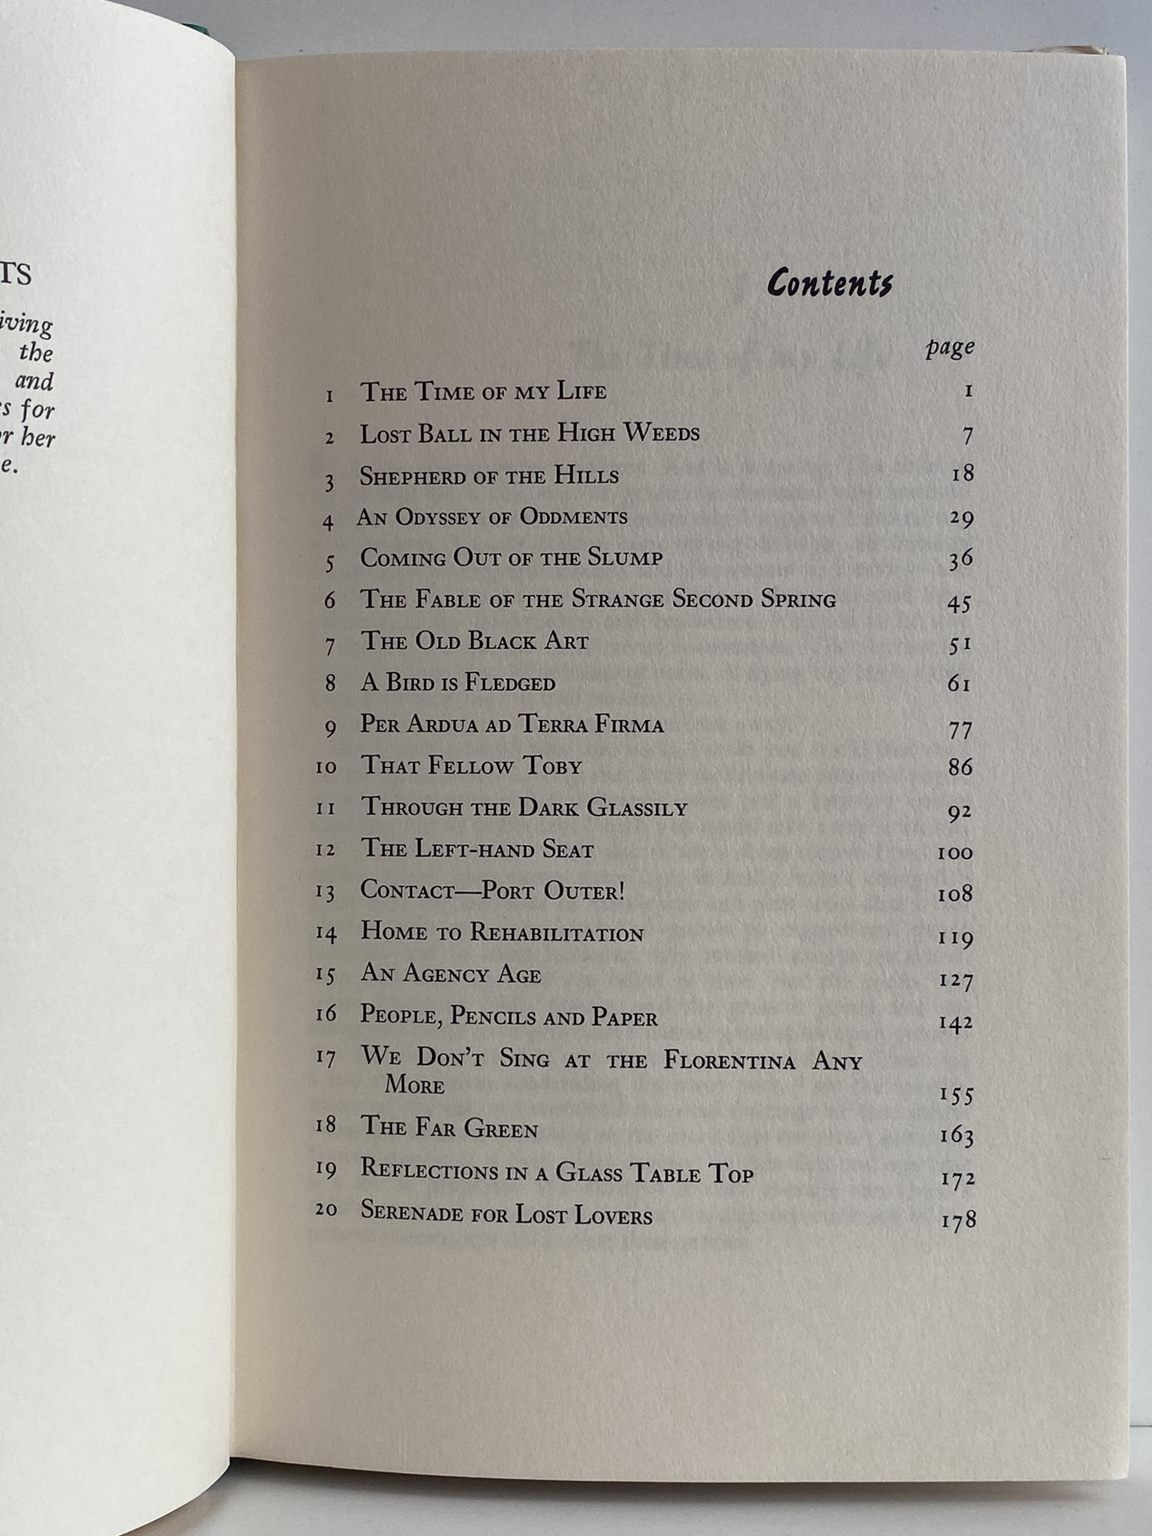 TS
iving
the
and
s for
r her
e.
Contents
page
1 The Time of my Life 1
2 Lost Ball in the High Weeds 7
3 Shepherd of the Hills 18
4 An Odyssey of Oddments 29
5 Coming Out of the Slump 36
6 The Fable of the Strange Second Spring 45
7 The Old Black Art 51
8 A Bird is Fledged 61
9 Per Ardua ad Terra Firma 77
10 That Fellow Toby 86
11 Through the Dark Glassily 92
12 The Left-hand Seat 100
13 Contact—Port Outer! 108
14 Home to Rehabilitation 119
15 An Agency Age 127
16 People, Pencils and Paper 142
17 We Don't Sing at the Florentina Any
More 155
18 The Far Green 163
19 Reflections in a Glass Table Top 172
20 Serenade for Lost Lovers 178